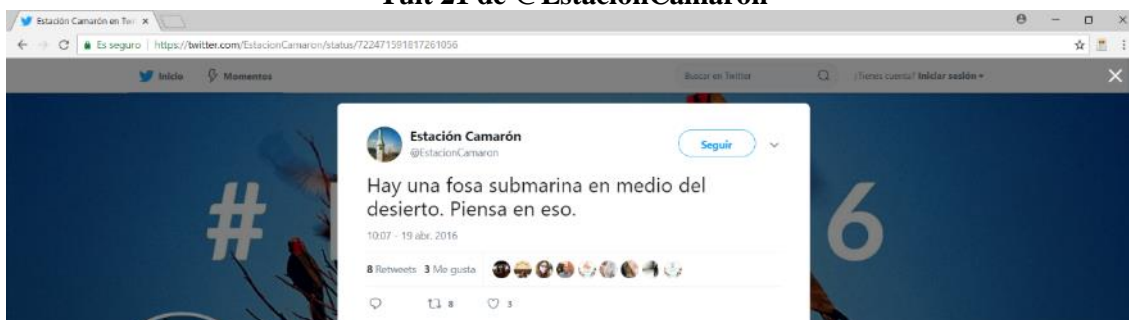 Tuit 21 de @EstacionCamaron
Estación Camarón en Twi
Es seguro | https://twitter.com/EstacionCamaron/status/722471591817261056
Inicio Momentos Buscar en Twitter ¿Tienes cuenta? Iniciar sesión
Estación Camarón
@EstacionCamaron
Seguir
Hay una fosa submarina en medio del
desierto. Piensa en eso.
10:07 - 19 abr. 2016
8 Retweets 3 Me gusta
8 3
# 6